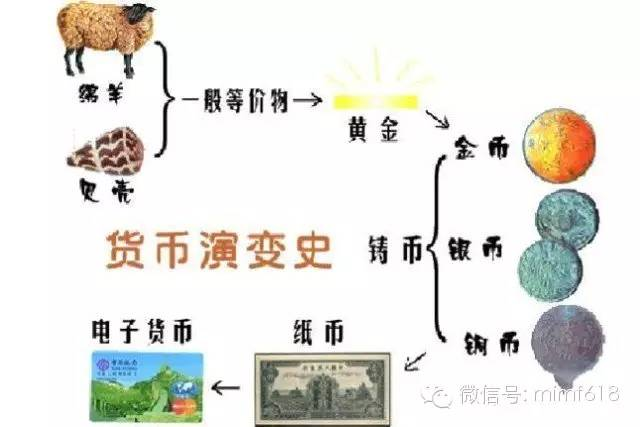 绵羊
一般等价物
黄金
金币
贝壳
货币演变史
铸币
银币
电子货币
纸币
铜币
微信号: mimf618